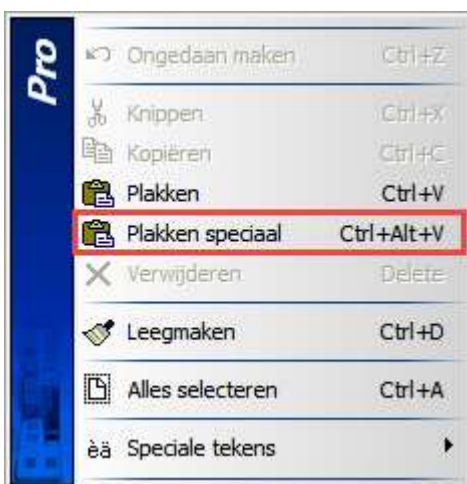 Pro
Ongedaan maken Ctrl+Z
Knippen Ctrl+X
Kopiëren Ctrl+C
Plakken Ctrl+V
Plakken speciaal Ctrl+Alt+V
Verwijderen Delete
Leegmaken Ctrl+D
Alles selecteren Ctrl+A
èä Speciale tekens